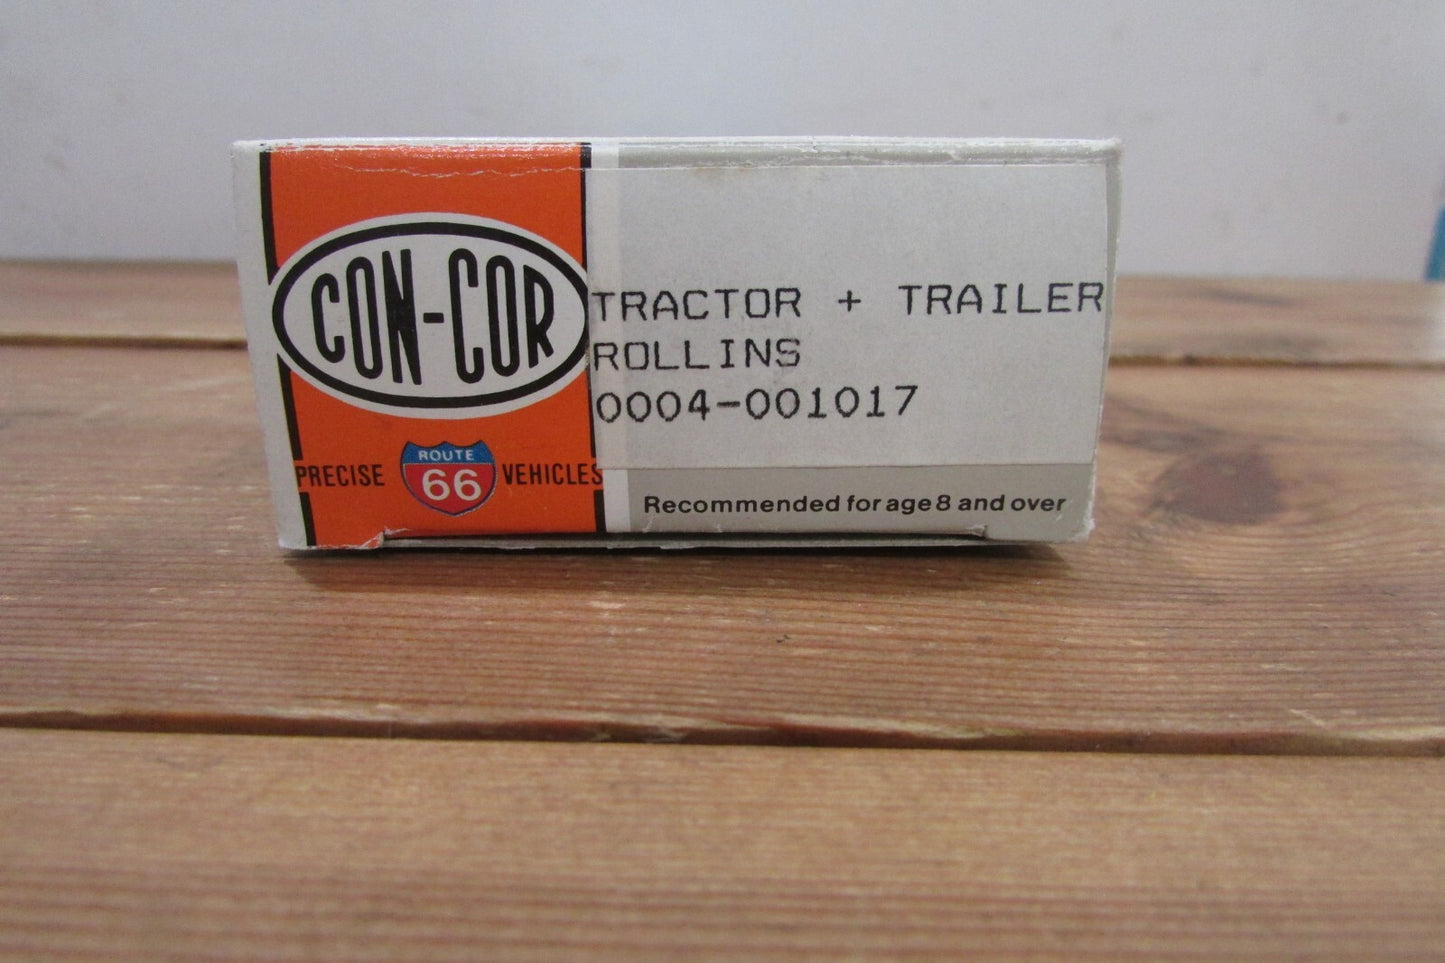 CON-COR
PRECISE ROUTE 66 VEHICLES
TRACTOR + TRAILER
ROLLINS
0004-001017
Recommended for age 8 and over